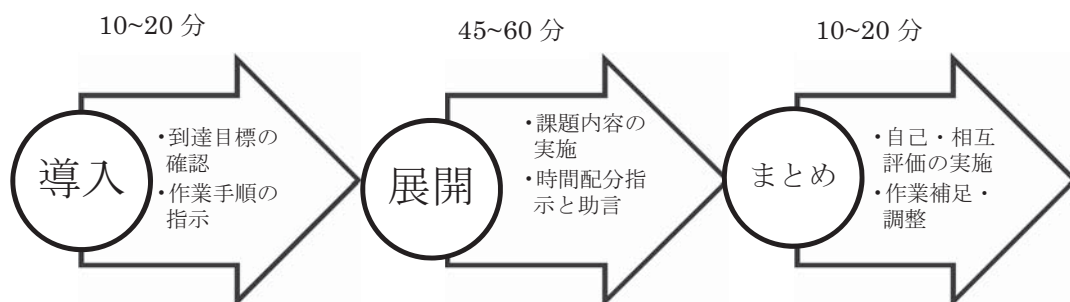 10~20 分
導入
・到達目標の
確認
・作業手順の
指示
45~60 分
展開
・課題内容の
実施
・時間配分指
示と助言
10~20 分
まとめ
・自己・相互
評価の実施
・作業補足・
調整